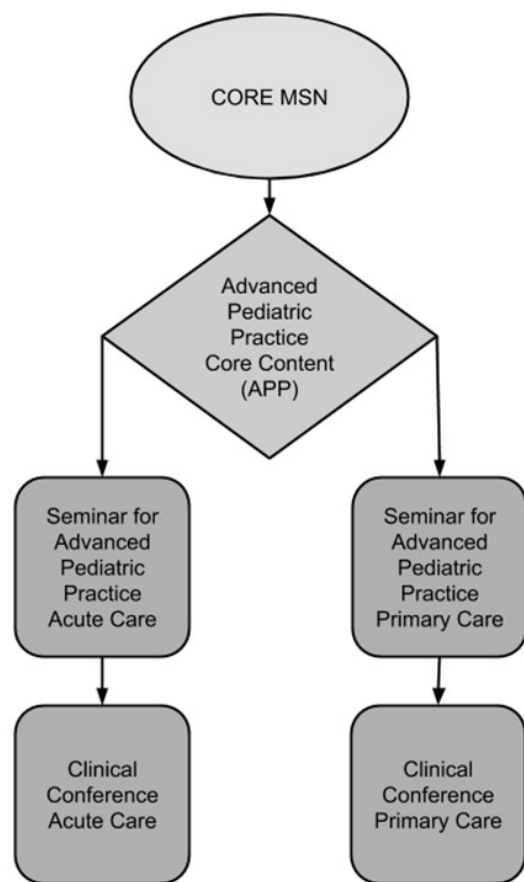 CORE MSN
Advanced
Pediatric
Practice
Core Content
(APP)
Seminar for
Advanced
Pediatric
Practice
Acute Care
Seminar for
Advanced
Pediatric
Practice
Primary Care
Clinical
Conference
Acute Care
Clinical
Conference
Primary Care